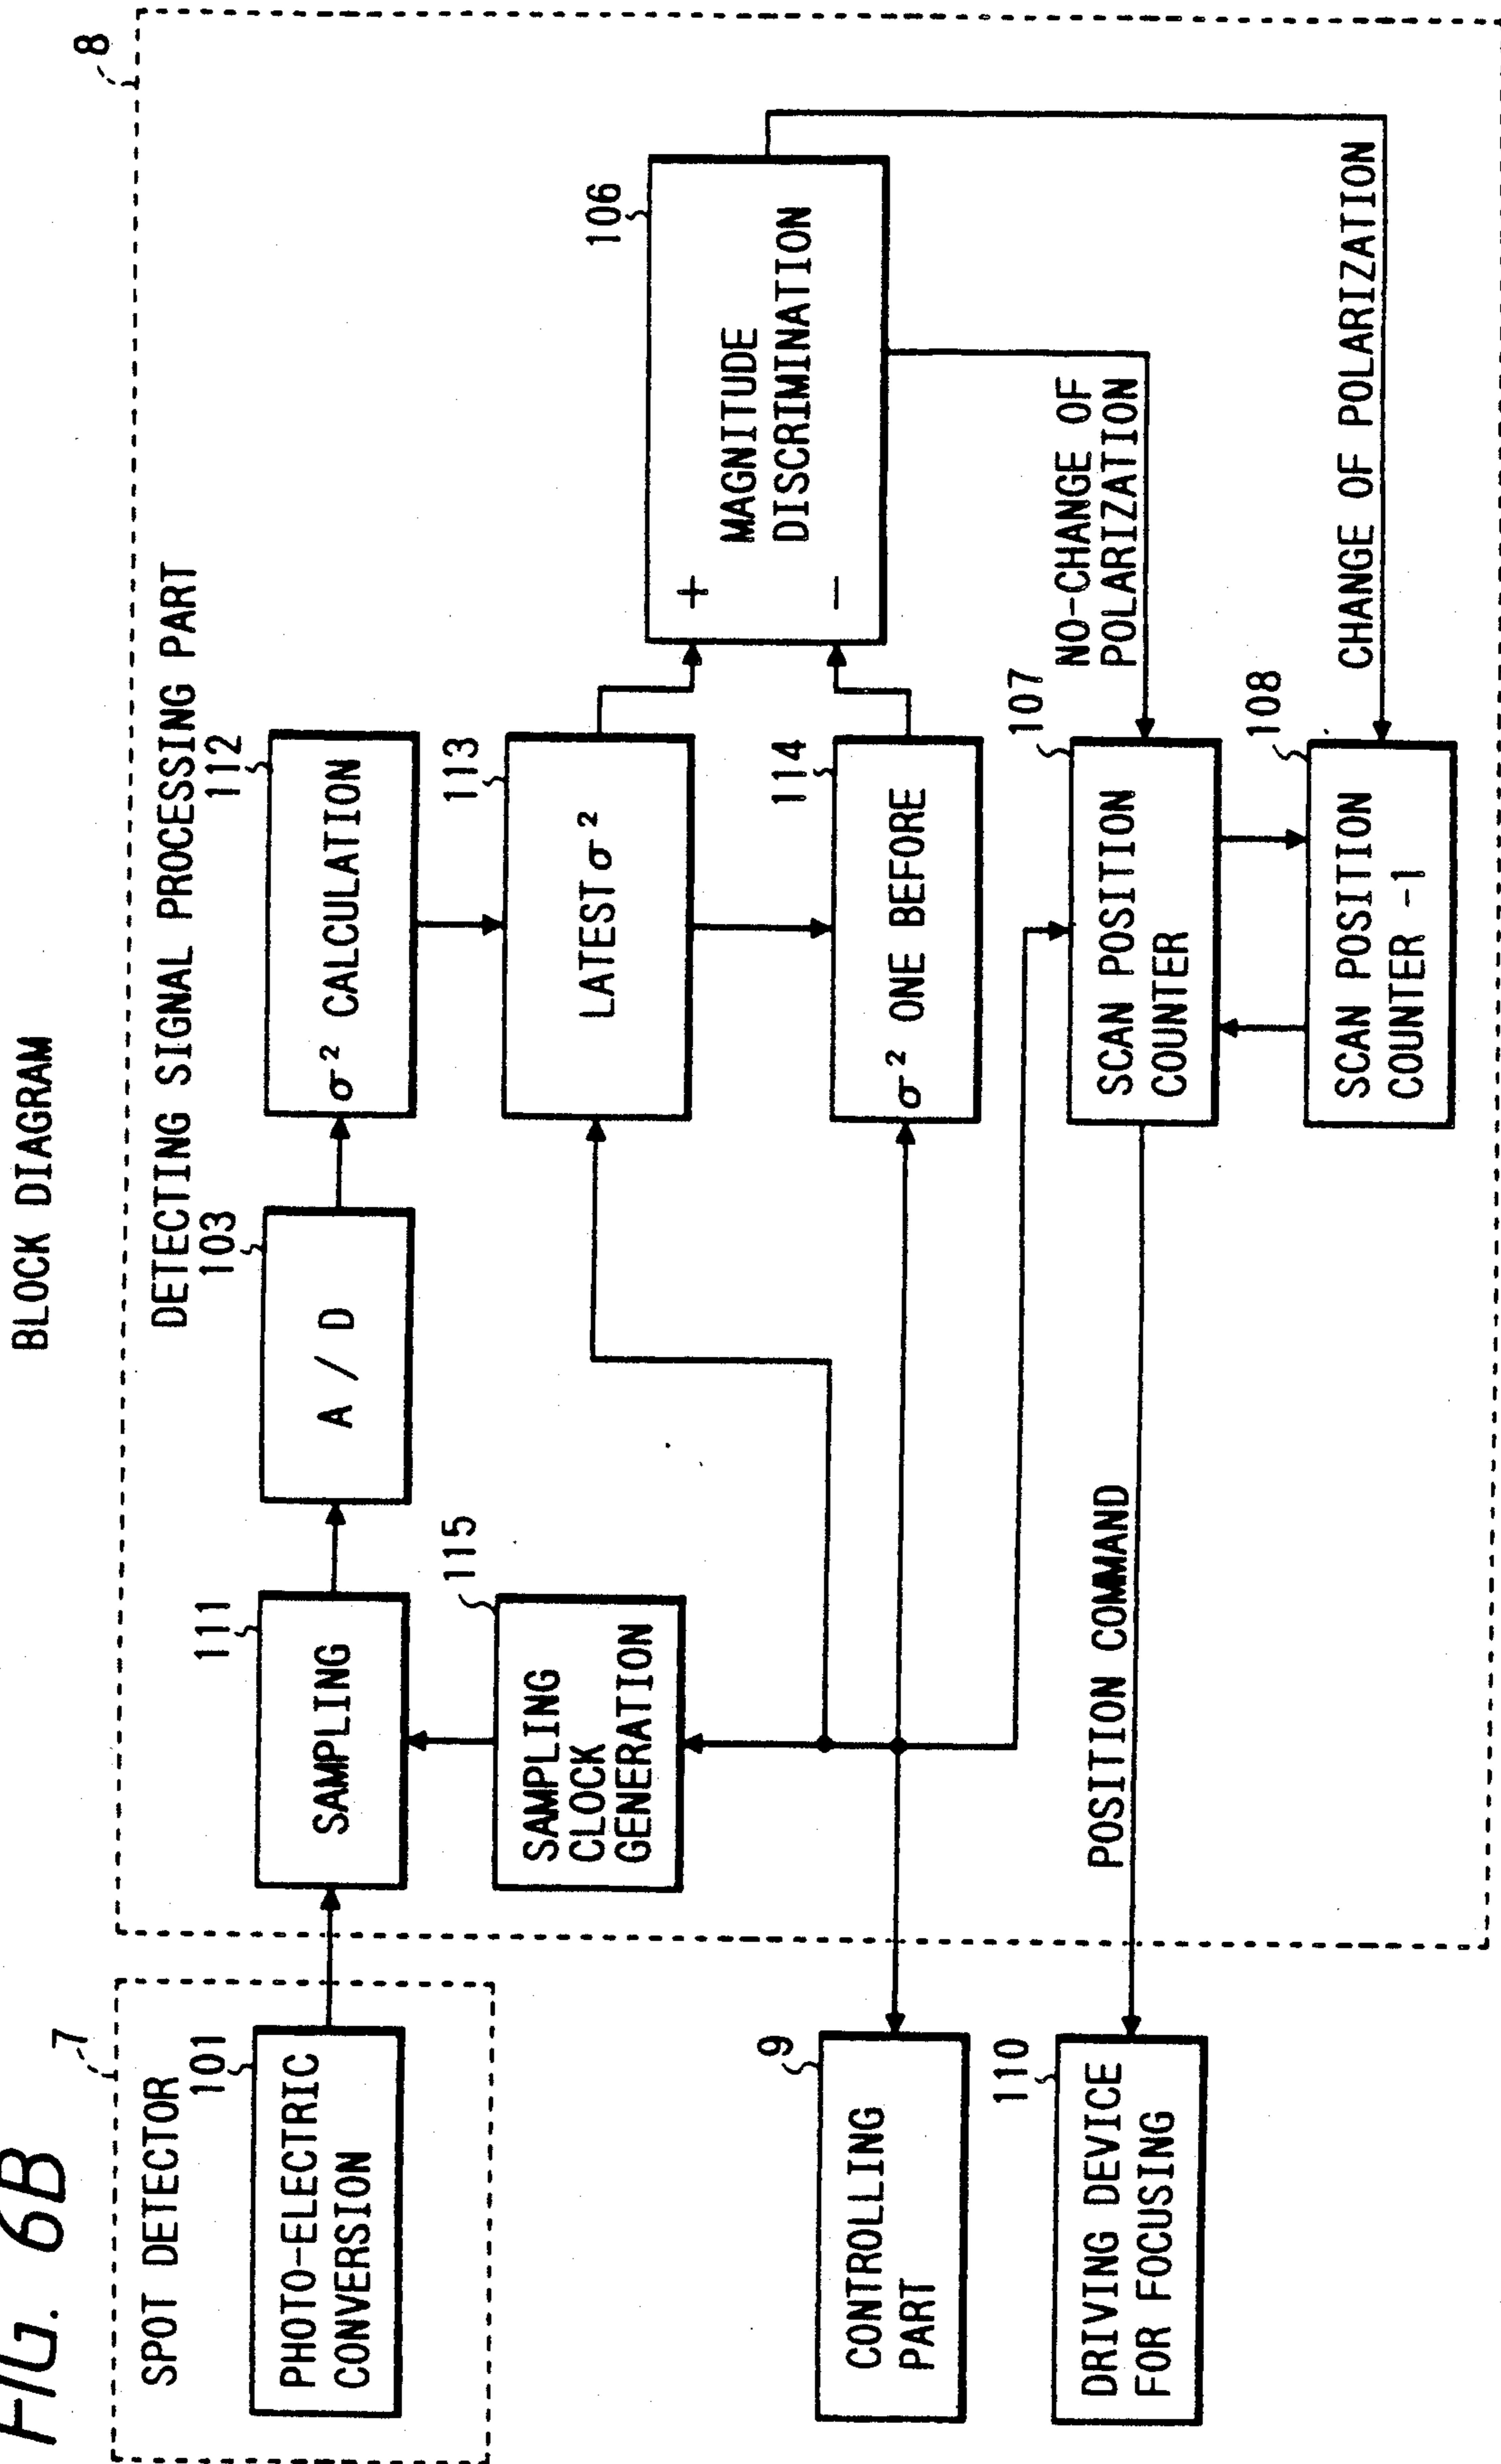 FIG. 6B
BLOCK DIAGRAM
7
SPOT DETECTOR
101
PHOTO-ELECTRIC
CONVERSION
8
DETECTING SIGNAL PROCESSING PART
111
SAMPLING
103
A / D
112
σ² CALCULATION
115
SAMPLING
CLOCK
GENERATION
113
LATEST σ²
114
σ² ONE BEFORE
106
+
−
MAGNITUDE
DISCRIMINATION
9
CONTROLLING
PART
110
DRIVING DEVICE
FOR FOCUSING
POSITION COMMAND
107
SCAN POSITION
COUNTER
NO-CHANGE OF
POLARIZATION
108
SCAN POSITION
COUNTER -1
CHANGE OF POLARIZATION